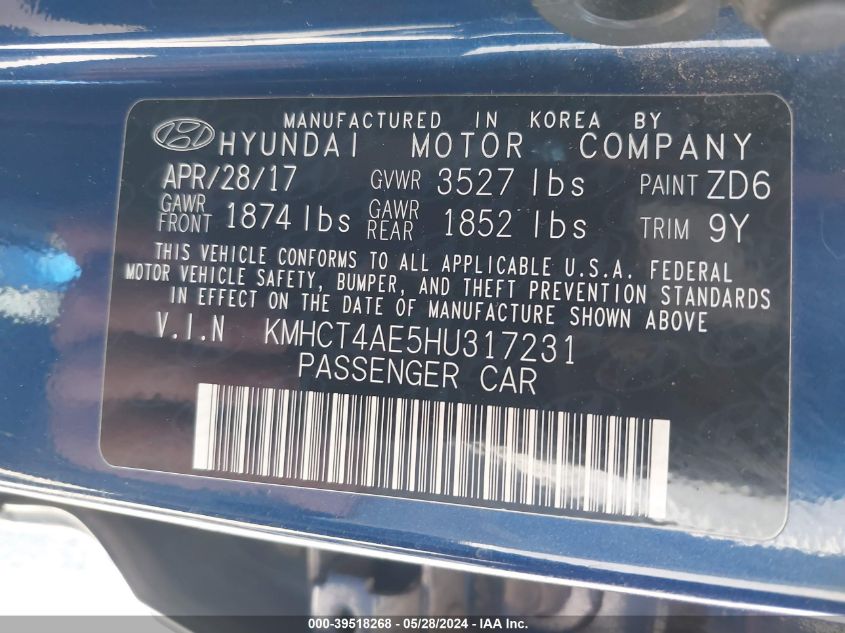 MANUFACTURED IN KOREA BY
HYUNDAI MOTOR COMPANY
APR/28/17 GVWR 3527 lbs PAINT ZD6
GAWR FRONT 1874 lbs GAWR REAR 1852 lbs TRIM 9Y
THIS VEHICLE CONFORMS TO ALL APPLICABLE U.S.A. FEDERAL
MOTOR VEHICLE SAFETY, BUMPER, AND THEFT PREVENTION STANDARDS
IN EFFECT ON THE DATE OF MANUFACTURE SHOWN ABOVE
V.I.N KMHCT4AE5HU317231
PASSENGER CAR
000-39518268 - 05/28/2024 - IAA, Inc.